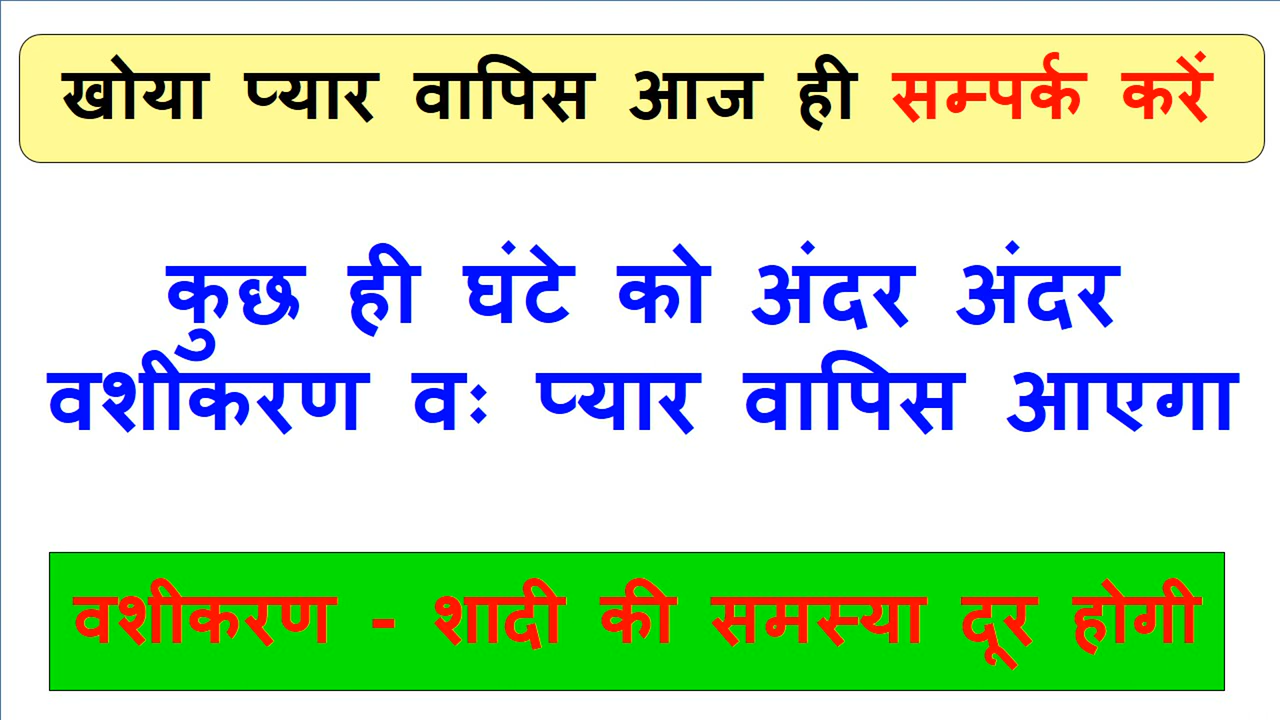 खोया प्यार वापिस आज ही सम्पर्क करें
कुछ ही घंटे को अंदर अंदर
वशीकरण वः प्यार वापिस आएगा
वशीकरण - शादी की समस्या दूर होगी